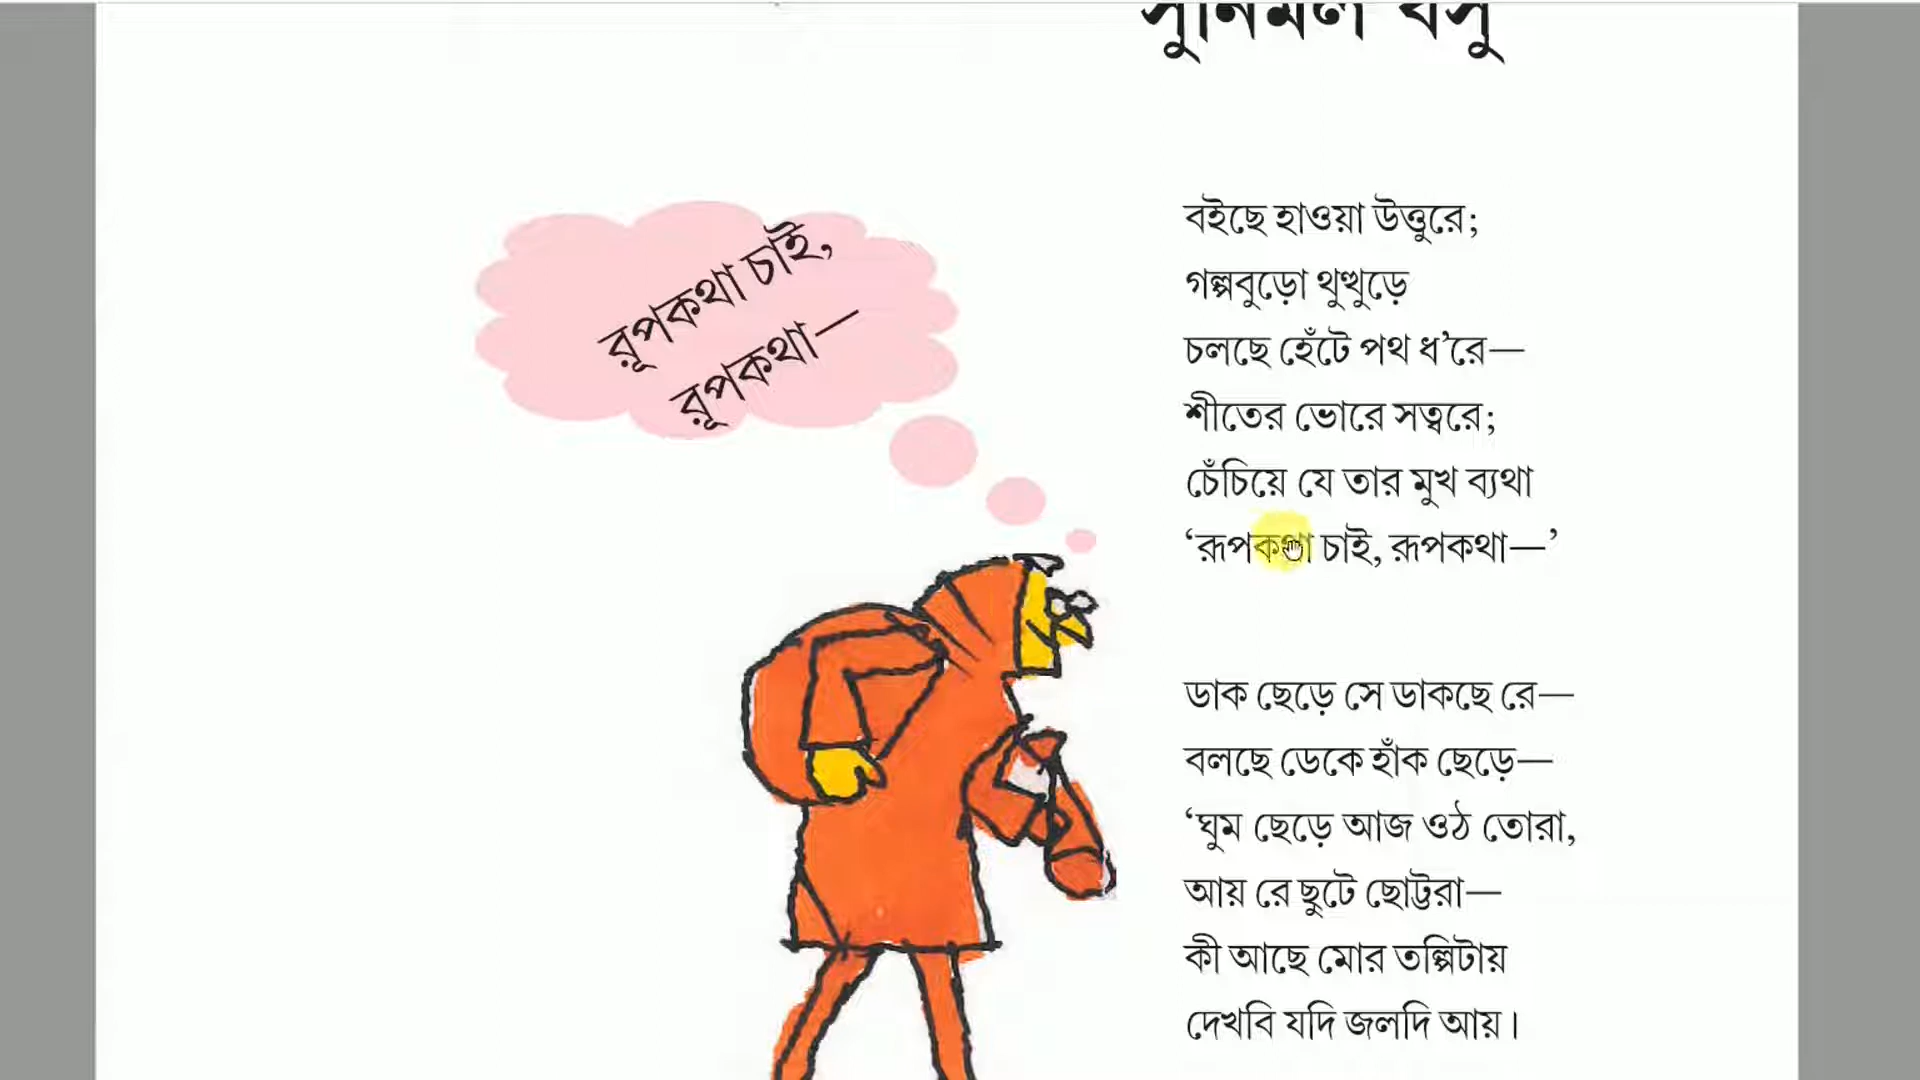 সুনির্মল বসু
রূপকথা চাই,
রূপকথা—
বইছে হাওয়া উত্তুরে;
গল্পবুড়ো থুত্থুড়ে
চলছে হেঁটে পথ ধ’রে—
শীতের ভোরে সত্বরে;
চেঁচিয়ে যে তার মুখ ব্যথা
‘রূপকথা চাই, রূপকথা—’
ডাক ছেড়ে সে ডাকছে রে—
বলছে ডেকে হাঁক ছেড়ে—
‘ঘুম ছেড়ে আজ ওঠ তোরা,
আয় রে ছুটে ছোট্টরা—
কী আছে মোর তল্পিটায়
দেখবি যদি জলদি আয়।